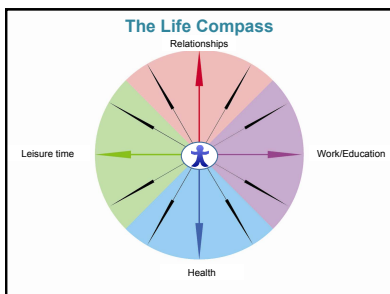 The Life Compass
Relationships
Leisure time
Work/Education
Health